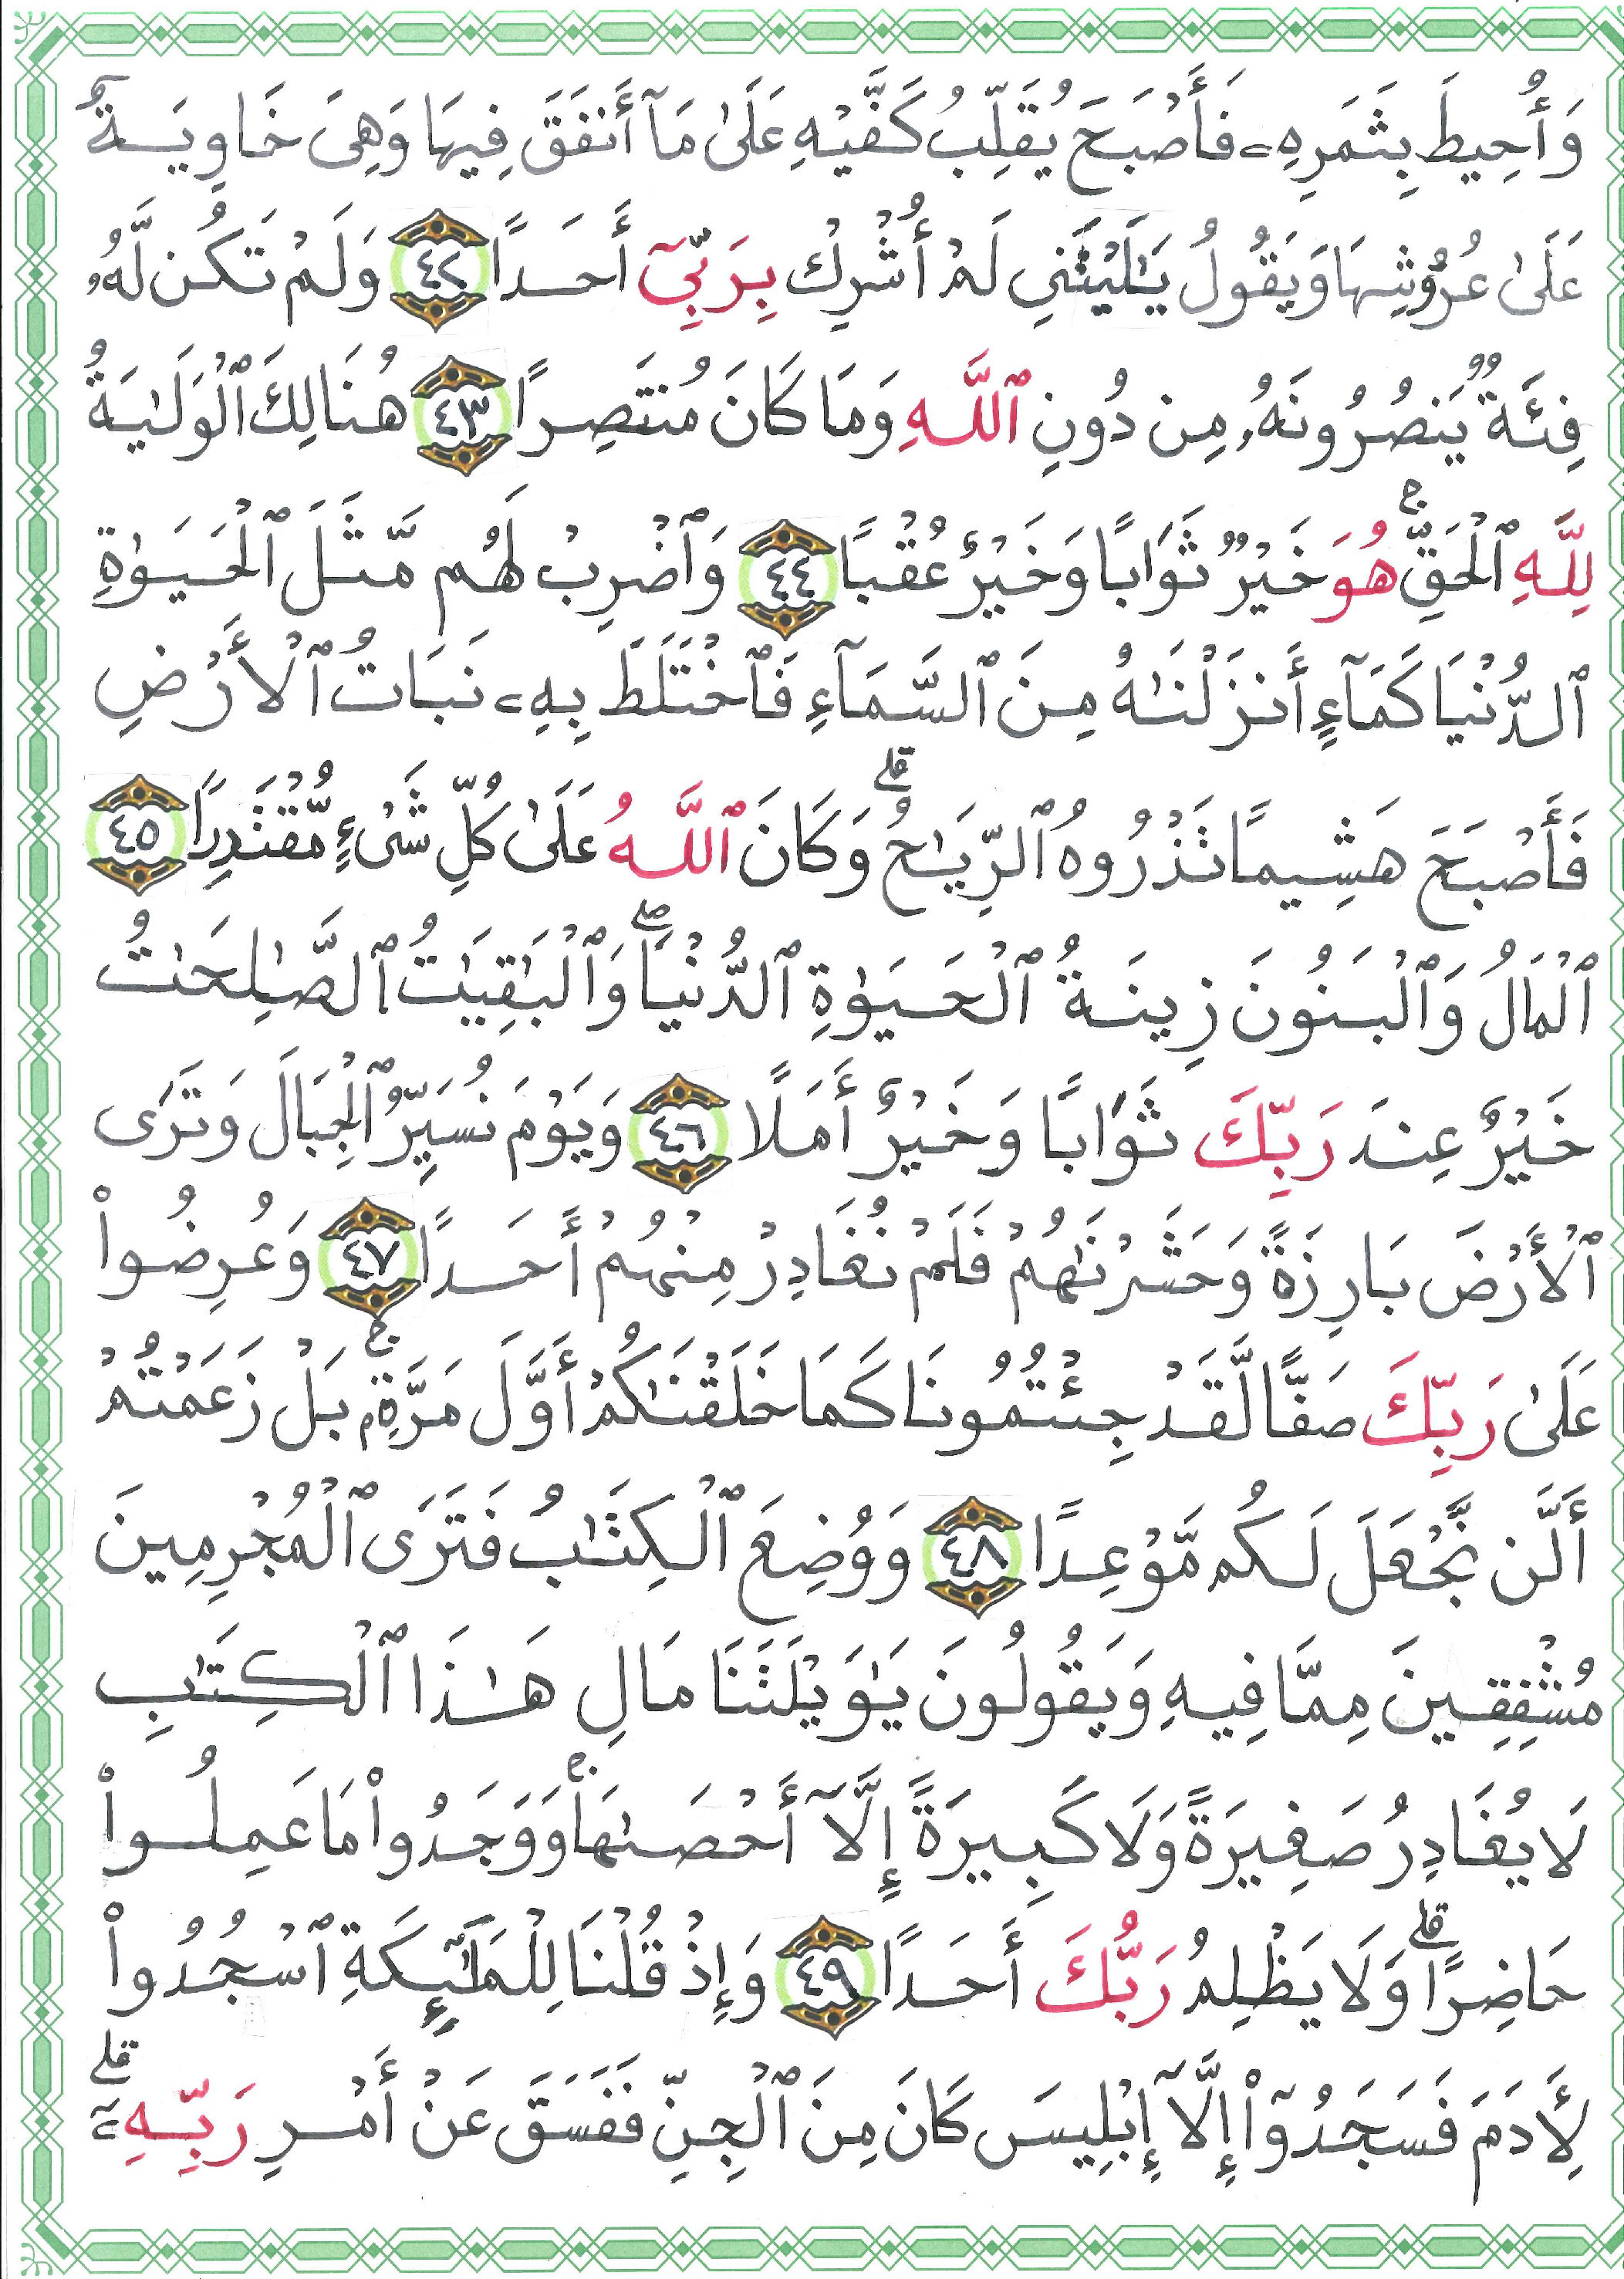 وَأُحِيطَ بِثَمَرِهِۦ فَأَصْبَحَ يُقَلِّبُ كَفَّيْهِ عَلَىٰ مَآ أَنفَقَ فِيهَا وَهِىَ خَاوِيَةٌ
عَلَىٰ عُرُوشِهَا وَيَقُولُ يَـٰلَيْتَنِى لَمْ أُشْرِكْ بِرَبِّىٓ أَحَدًا ٤٢ وَلَمْ تَكُن لَّهُۥ
فِئَةٌ يَنصُرُونَهُۥ مِن دُونِ ٱللَّهِ وَمَا كَانَ مُنتَصِرًا ٤٣ هُنَالِكَ ٱلْوَلَـٰيَةُ
لِلَّهِ ٱلْحَقِّ ۚ هُوَ خَيْرٌ ثَوَابًا وَخَيْرٌ عُقْبًا ٤٤ وَٱضْرِبْ لَهُم مَّثَلَ ٱلْحَيَوٰةِ
ٱلدُّنْيَا كَمَآءٍ أَنزَلْنَـٰهُ مِنَ ٱلسَّمَآءِ فَٱخْتَلَطَ بِهِۦ نَبَاتُ ٱلْأَرْضِ
فَأَصْبَحَ هَشِيمًا تَذْرُوهُ ٱلرِّيَـٰحُ ۗ وَكَانَ ٱللَّهُ عَلَىٰ كُلِّ شَىْءٍ مُّقْتَدِرًا ٤٥
ٱلْمَالُ وَٱلْبَنُونَ زِينَةُ ٱلْحَيَوٰةِ ٱلدُّنْيَا ۖ وَٱلْبَـٰقِيَـٰتُ ٱلصَّـٰلِحَـٰتُ
خَيْرٌ عِندَ رَبِّكَ ثَوَابًا وَخَيْرٌ أَمَلًا ٤٦ وَيَوْمَ نُسَيِّرُ ٱلْجِبَالَ وَتَرَى
ٱلْأَرْضَ بَارِزَةً وَحَشَرْنَـٰهُمْ فَلَمْ نُغَادِرْ مِنْهُمْ أَحَدًا ٤٧ وَعُرِضُوا۟
عَلَىٰ رَبِّكَ صَفًّا لَّقَدْ جِئْتُمُونَا كَمَا خَلَقْنَـٰكُمْ أَوَّلَ مَرَّةٍۭ ۚ بَلْ زَعَمْتُمْ
أَلَّن نَّجْعَلَ لَكُم مَّوْعِدًا ٤٨ وَوُضِعَ ٱلْكِتَـٰبُ فَتَرَى ٱلْمُجْرِمِينَ
مُشْفِقِينَ مِمَّا فِيهِ وَيَقُولُونَ يَـٰوَيْلَتَنَا مَالِ هَـٰذَا ٱلْكِتَـٰبِ
لَا يُغَادِرُ صَغِيرَةً وَلَا كَبِيرَةً إِلَّآ أَحْصَىٰهَا ۚ وَوَجَدُوا۟ مَا عَمِلُوا۟
حَاضِرًا ۗ وَلَا يَظْلِمُ رَبُّكَ أَحَدًا ٤٩ وَإِذْ قُلْنَا لِلْمَلَـٰٓئِكَةِ ٱسْجُدُوا۟
لِـَٔادَمَ فَسَجَدُوٓا۟ إِلَّآ إِبْلِيسَ كَانَ مِنَ ٱلْجِنِّ فَفَسَقَ عَنْ أَمْرِ رَبِّهِۦٓ ۗ